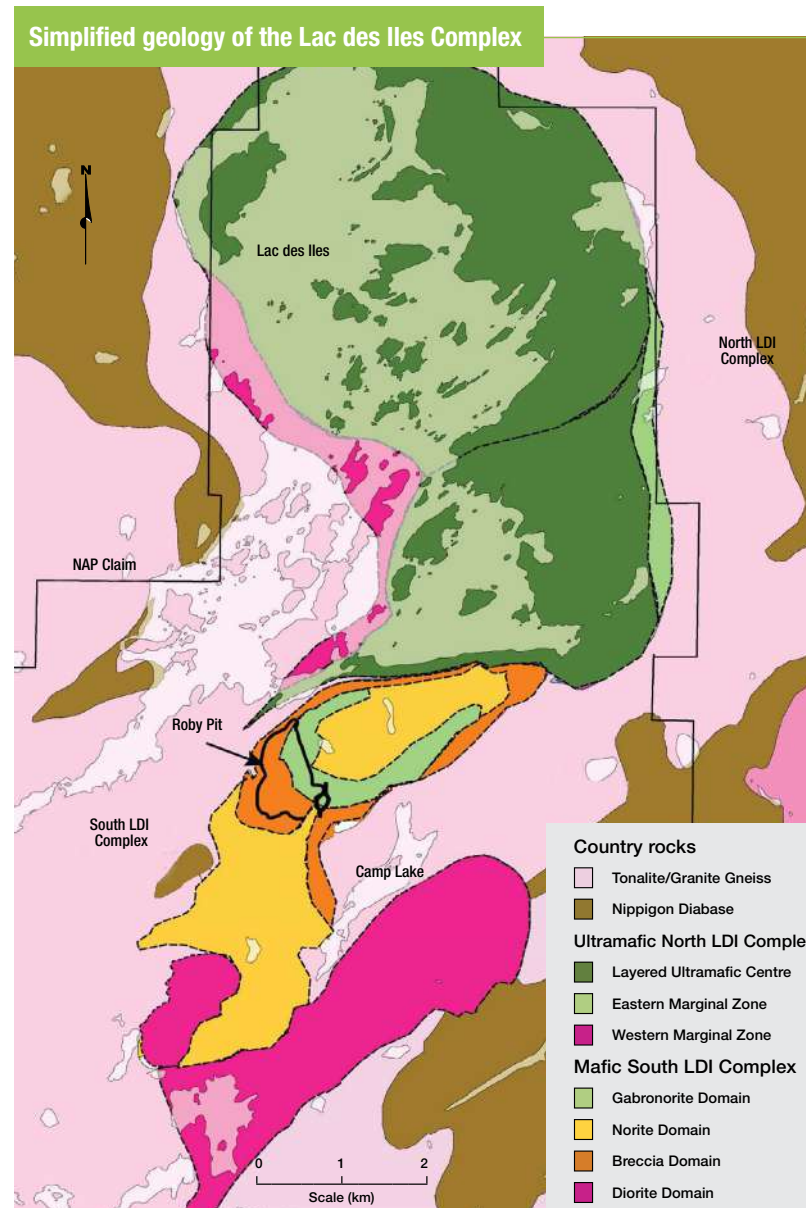 Simplified geology of the Lac des Iles Complex
N
Lac des Iles
North LDI
Complex
NAP Claim
Roby Pit
South LDI
Complex
Camp Lake
Country rocks
Tonalite/Granite Gneiss
Nippigon Diabase
Ultramafic North LDI Comple
Layered Ultramafic Centre
Eastern Marginal Zone
Western Marginal Zone
Mafic South LDI Complex
Gabronorite Domain
Norite Domain
Breccia Domain
Diorite Domain
0 1 2
Scale (km)